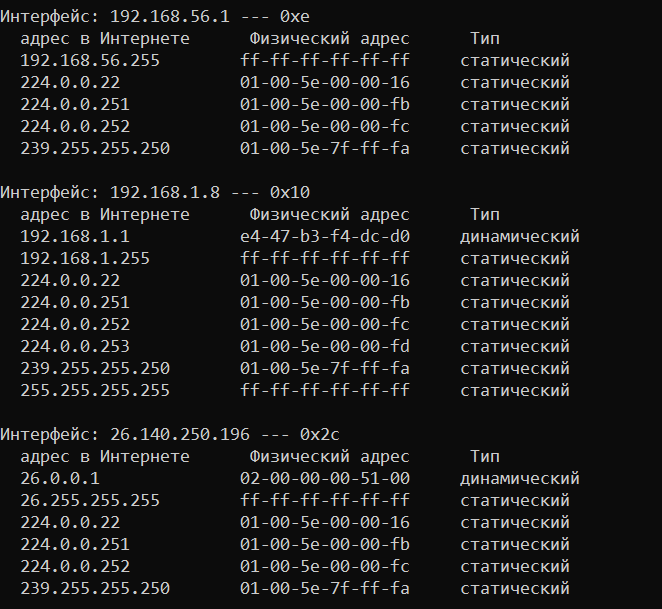 Интерфейс: 192.168.56.1 --- 0xe
адрес в Интернете Физический адрес Тип
192.168.56.255 ff-ff-ff-ff-ff-ff статический
224.0.0.22 01-00-5e-00-00-16 статический
224.0.0.251 01-00-5e-00-00-fb статический
224.0.0.252 01-00-5e-00-00-fc статический
239.255.255.250 01-00-5e-7f-ff-fa статический
Интерфейс: 192.168.1.8 --- 0x10
адрес в Интернете Физический адрес Тип
192.168.1.1 e4-47-b3-f4-dc-d0 динамический
192.168.1.255 ff-ff-ff-ff-ff-ff статический
224.0.0.22 01-00-5e-00-00-16 статический
224.0.0.251 01-00-5e-00-00-fb статический
224.0.0.252 01-00-5e-00-00-fc статический
224.0.0.253 01-00-5e-00-00-fd статический
239.255.255.250 01-00-5e-7f-ff-fa статический
255.255.255.255 ff-ff-ff-ff-ff-ff статический
Интерфейс: 26.140.250.196 --- 0x2c
адрес в Интернете Физический адрес Тип
26.0.0.1 02-00-00-00-51-00 динамический
26.255.255.255 ff-ff-ff-ff-ff-ff статический
224.0.0.22 01-00-5e-00-00-16 статический
224.0.0.251 01-00-5e-00-00-fb статический
224.0.0.252 01-00-5e-00-00-fc статический
239.255.255.250 01-00-5e-7f-ff-fa статический